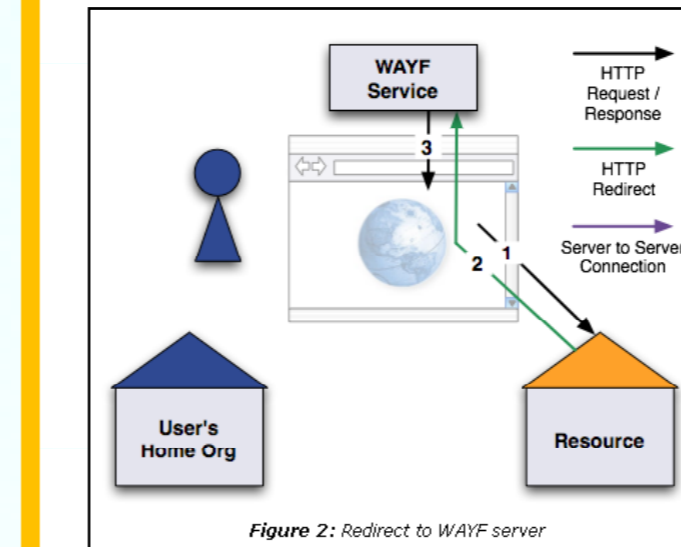 WAYF
Service
HTTP
Request /
Response
3
HTTP
Redirect
1
2
Server to Server
Connection
User's
Home Org
Resource
Figure 2: Redirect to WAYF server